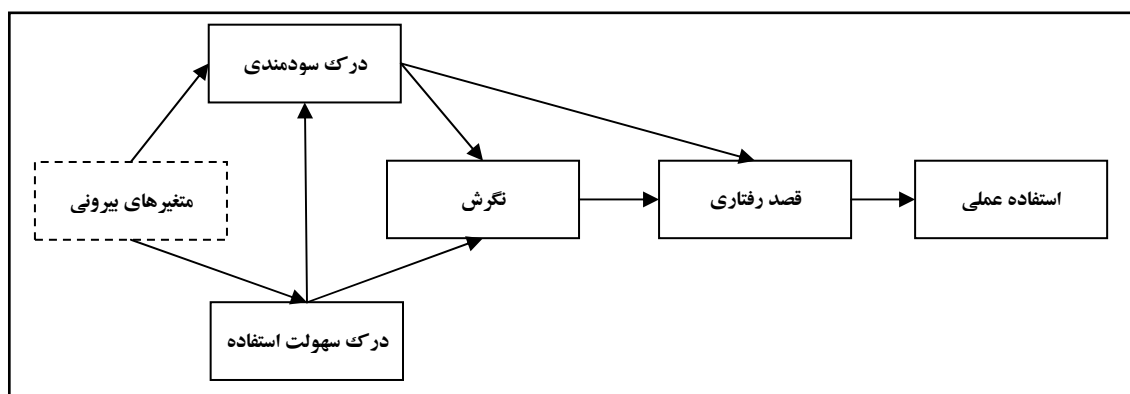 درک سودمندی
متغیرهای بیرونی
نگرش
قصد رفتاری
استفاده عملی
درک سهولت استفاده